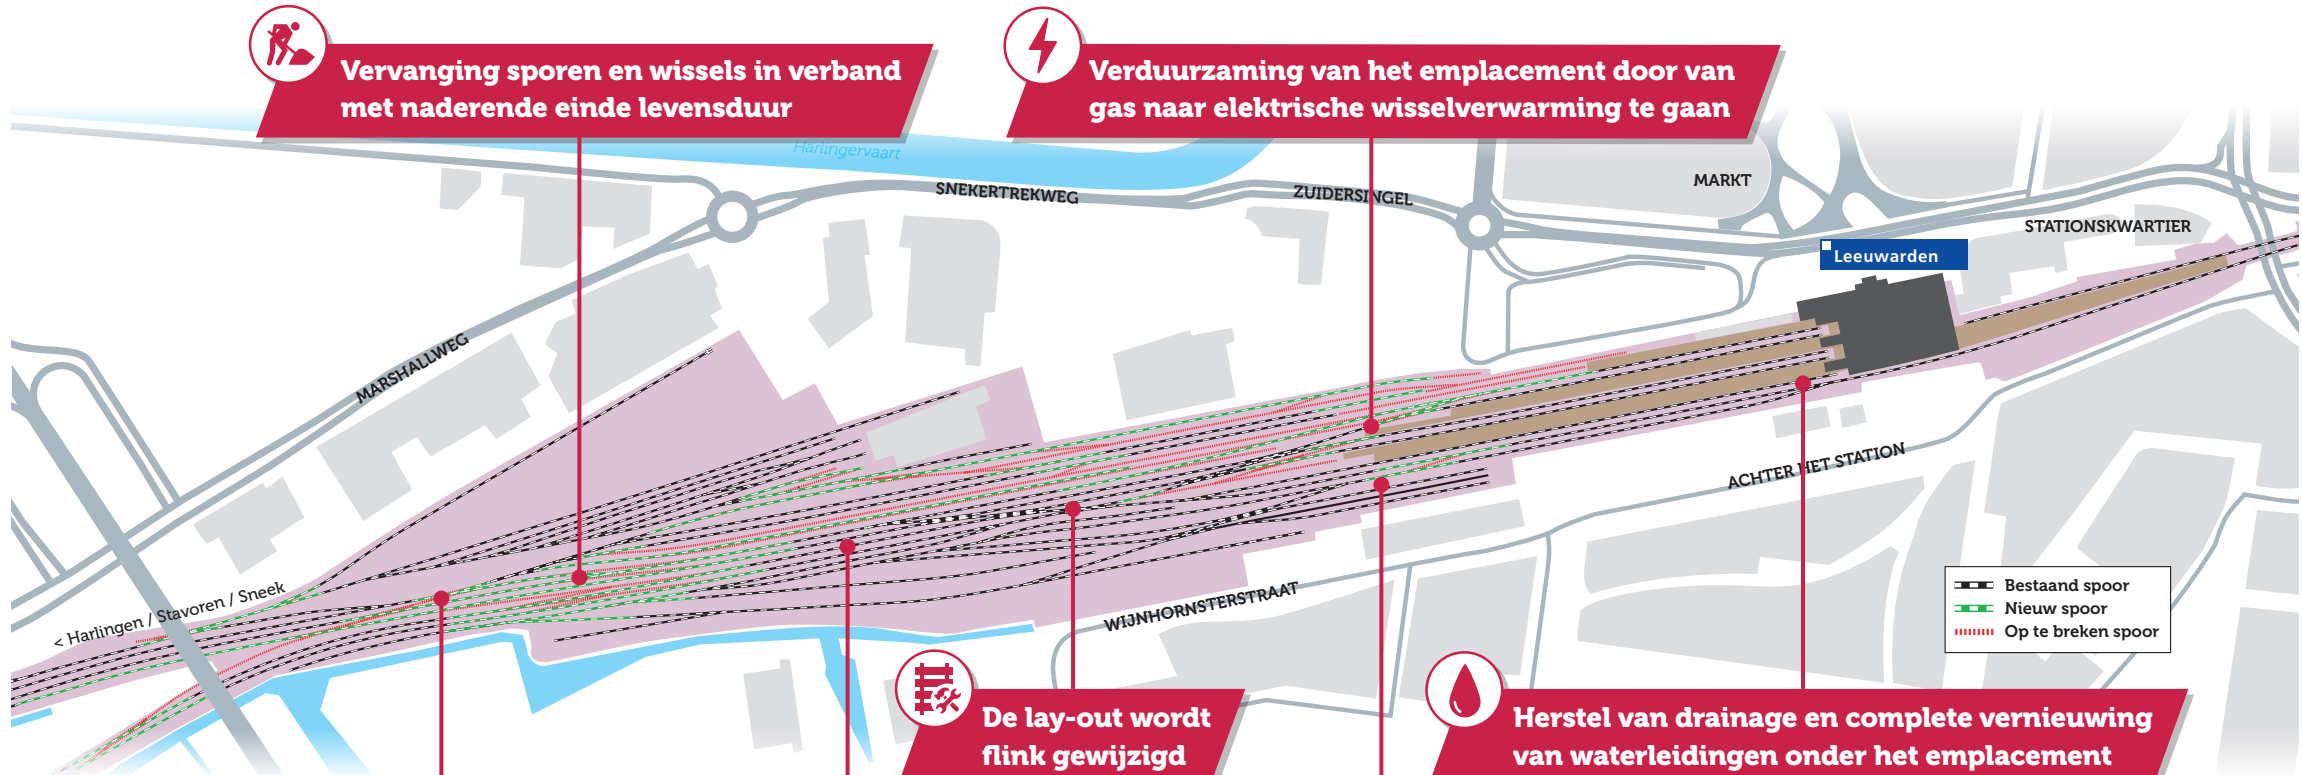 Vervanging sporen en wissels in verband
met naderende einde levensduur
Verduurzaming van het emplacement door van
gas naar elektrische wisselverwarming te gaan
Harlingervaart
SNEKERTREKWEG
ZUIDERSINGEL
MARKT
STATIONSKWARTIER
Leeuwarden
MARSHALLWEG
ACHTER HET STATION
< Harlingen / Stavoren / Sneek
WIJNHORNSTERSTRAAT
Bestaand spoor
Nieuw spoor
Op te breken spoor
De lay-out wordt
flink gewijzigd
Herstel van drainage en complete vernieuwing
van waterleidingen onder het emplacement